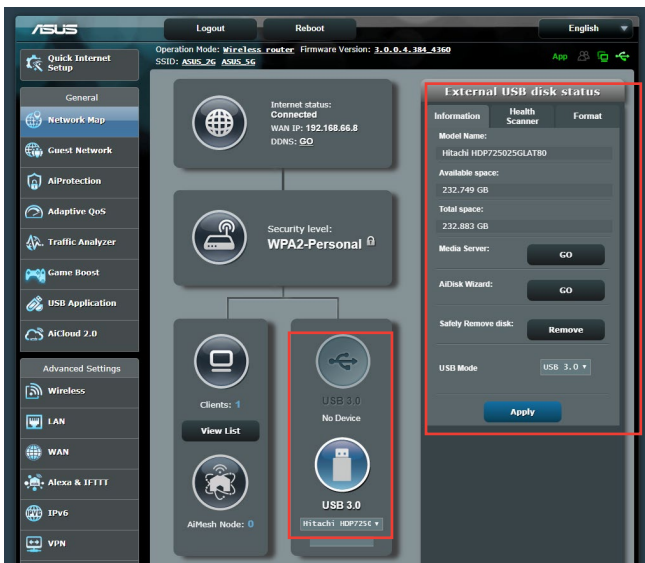 ASUS
Logout
Reboot
English
Quick Internet
Setup
Operation Mode: Wireless router Firmware Version: 3.0.0.4.384_4360
SSID: ASUS_2G ASUS_5G
App
General
Network Map
Guest Network
AiProtection
Adaptive QoS
Traffic Analyzer
Game Boost
USB Application
AiCloud 2.0
Advanced Settings
Wireless
LAN
WAN
Alexa & IFTTT
IPv6
VPN
Internet status:
Connected
WAN IP: 192.168.66.8
DDNS: GO
Security level:
WPA2-Personal
Clients: 1
View List
AiMesh Node: 0
USB 3.0
No Device
USB 3.0
Hitachi HDP725C
External USB disk status
Information
Health
Scanner
Format
Model Name:
Hitachi HDP725025GLAT80
Available space:
232.749 GB
Total space:
232.883 GB
Media Server:
GO
AiDisk Wizard:
GO
Safely Remove disk:
Remove
USB Mode
USB 3.0
Apply